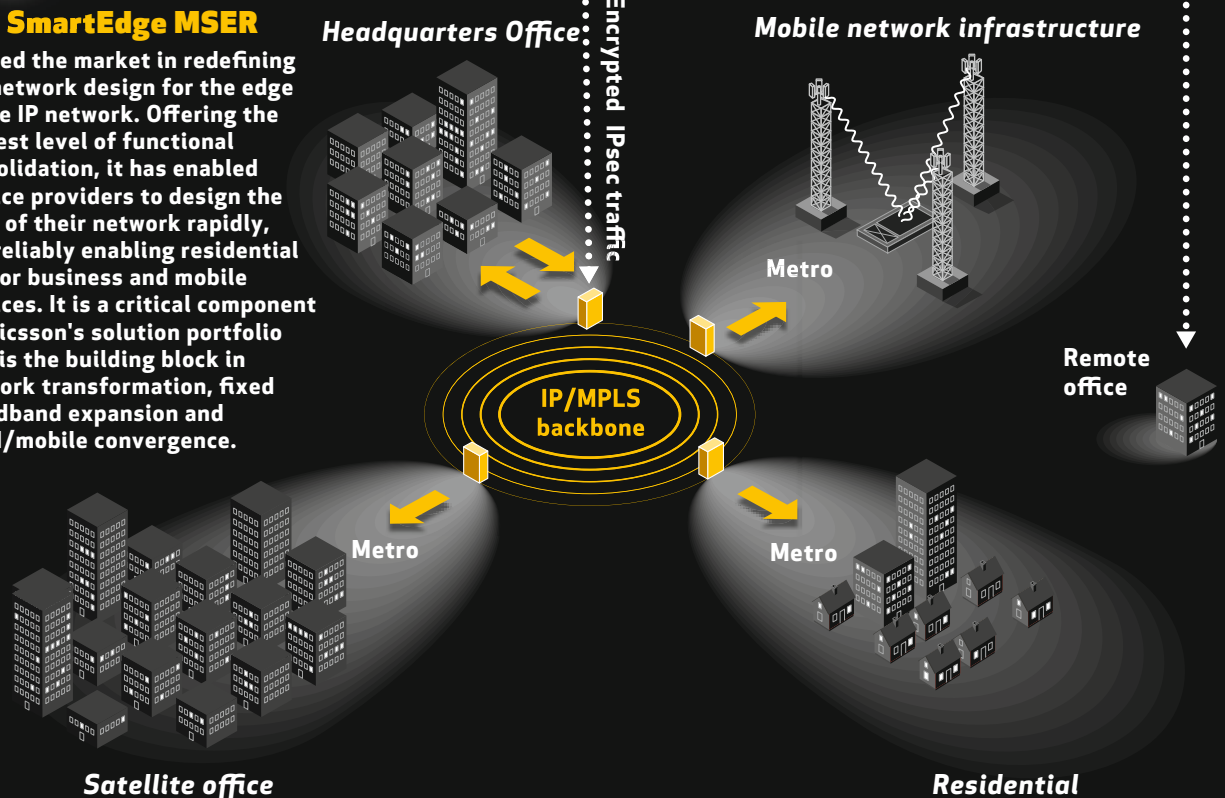 SmartEdge MSER
ed the market in redefining
network design for the edge
e IP network. Offering the
est level of functional
olidation, it has enabled
ce providers to design the
of their network rapidly,
reliably enabling residential
or business and mobile
ces. It is a critical component
icsson's solution portfolio
is the building block in
ork transformation, fixed
dband expansion and
/mobile convergence.
Headquarters Office
Encrypted IPsec traffic
Mobile network infrastructure
Metro
Remote
office
IP/MPLS
backbone
Metro
Metro
Satellite office
Residential